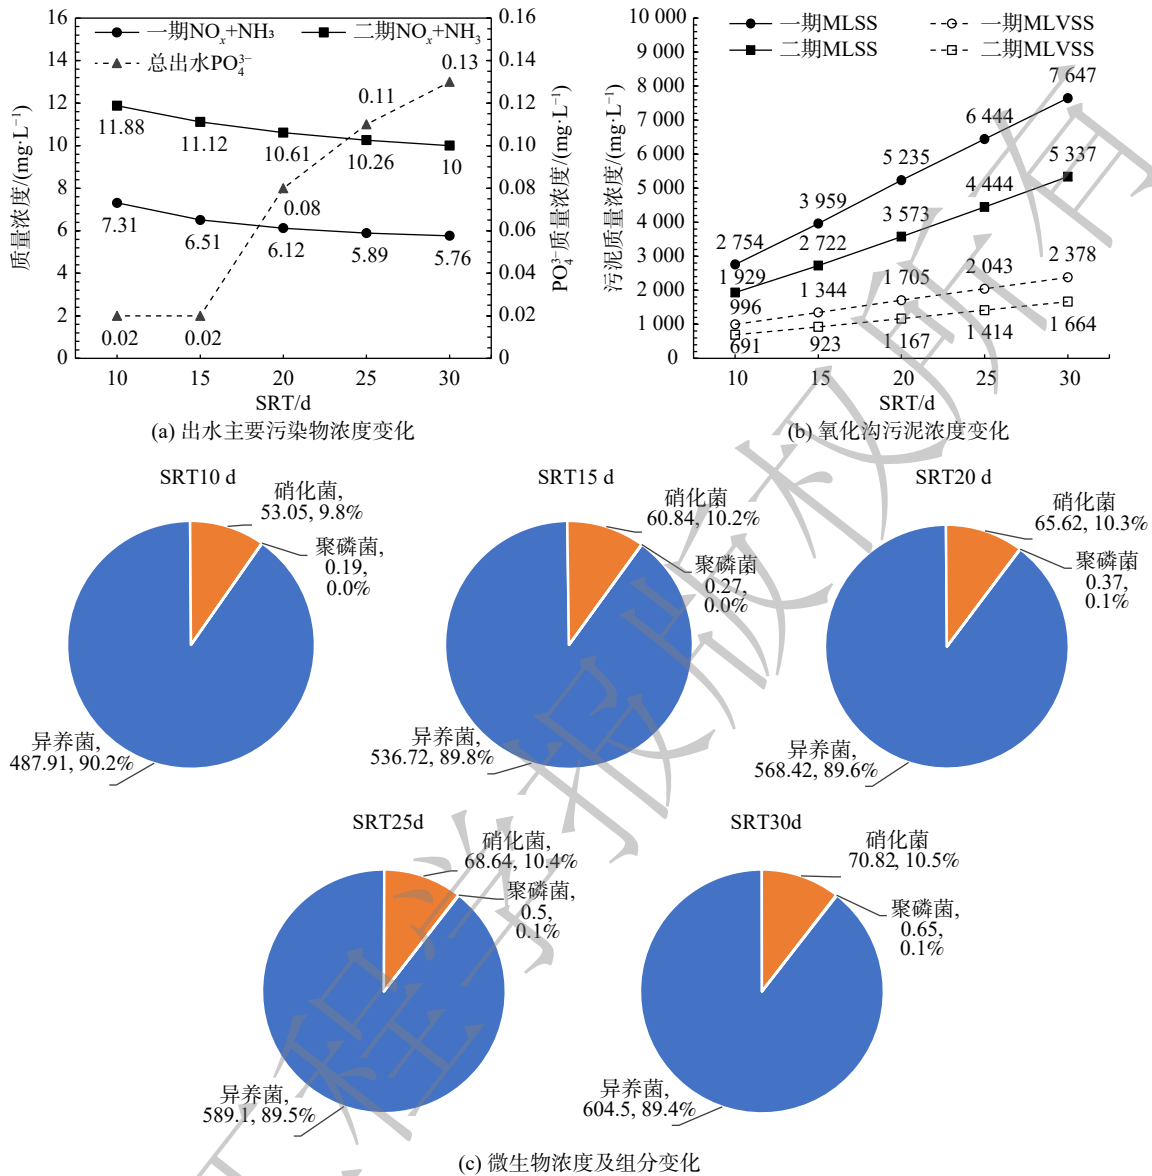 16
14
12
10
8
6
4
2
0
质量浓度/(mg·L⁻¹)
一期NOₓ+NH₃
二期NOₓ+NH₃
总出水PO₄³⁻
11.88
11.12
10.61
10.26
10
7.31
6.51
6.12
5.89
5.76
0.02
0.02
0.08
0.11
0.13
0.16
0.14
0.12
0.10
0.08
0.06
0.04
0.02
0
PO₄³⁻质量浓度/(mg·L⁻¹)
10 15 20 25 30
SRT/d
(a) 出水主要污染物浓度变化
10 000
9 000
8 000
7 000
6 000
5 000
4 000
3 000
2 000
1 000
0
污泥质量浓度/(mg·L⁻¹)
一期MLSS
一期MLVSS
二期MLSS
二期MLVSS
2 754
3 959
5 235
6 444
7 647
1 929
2 722
3 573
4 444
5 337
996
1 344
1 705
2 043
2 378
691
923
1 167
1 414
1 664
10 15 20 25 30
SRT/d
(b) 氧化沟污泥浓度变化
SRT10 d
硝化菌,
53.05, 9.8%
聚磷菌,
0.19,
0.0%
异养菌,
487.91, 90.2%
SRT15 d
硝化菌
60.84, 10.2%
聚磷菌
0.27,
0.0%
异养菌,
536.72, 89.8%
SRT20 d
硝化菌
65.62, 10.3%
聚磷菌
0.37,
0.1%
异养菌,
568.42, 89.6%
SRT25d
硝化菌,
68.64, 10.4%
聚磷菌,
0.5,
0.1%
异养菌,
589.1, 89.5%
SRT30d
硝化菌
70.82, 10.5%
聚磷菌,
0.65,
0.1%
异养菌,
604.5, 89.4%
(c) 微生物浓度及组分变化
程学报版权所有